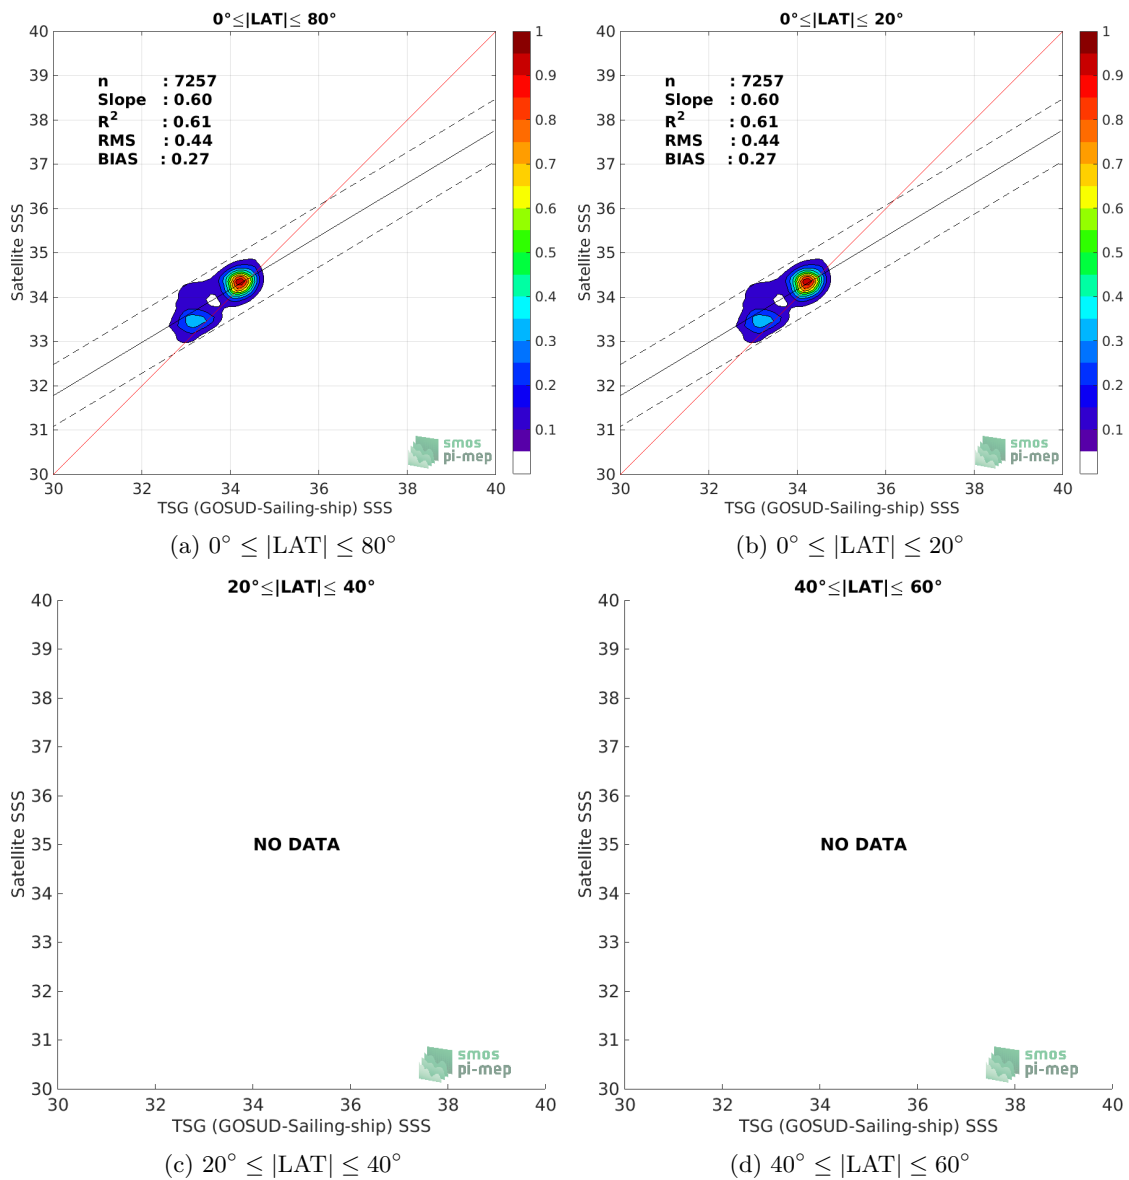 0°≤|LAT|≤ 80°
40
39
38
37
36
35
34
33
32
31
30
Satellite SSS
n : 7257
Slope : 0.60
R² : 0.61
RMS : 0.44
BIAS : 0.27
smos
pi-mep
30 32 34 36 38 40
TSG (GOSUD-Sailing-ship) SSS
1
0.9
0.8
0.7
0.6
0.5
0.4
0.3
0.2
0.1
(a) 0° ≤ |LAT| ≤ 80°
0°≤|LAT|≤ 20°
40
39
38
37
36
35
34
33
32
31
30
Satellite SSS
n : 7257
Slope : 0.60
R² : 0.61
RMS : 0.44
BIAS : 0.27
smos
pi-mep
30 32 34 36 38 40
TSG (GOSUD-Sailing-ship) SSS
1
0.9
0.8
0.7
0.6
0.5
0.4
0.3
0.2
0.1
(b) 0° ≤ |LAT| ≤ 20°
20°≤|LAT|≤ 40°
40
39
38
37
36
35
34
33
32
31
30
Satellite SSS
NO DATA
smos
pi-mep
30 32 34 36 38 40
TSG (GOSUD-Sailing-ship) SSS
(c) 20° ≤ |LAT| ≤ 40°
40°≤|LAT|≤ 60°
40
39
38
37
36
35
34
33
32
31
30
Satellite SSS
NO DATA
smos
pi-mep
30 32 34 36 38 40
TSG (GOSUD-Sailing-ship) SSS
(d) 40° ≤ |LAT| ≤ 60°